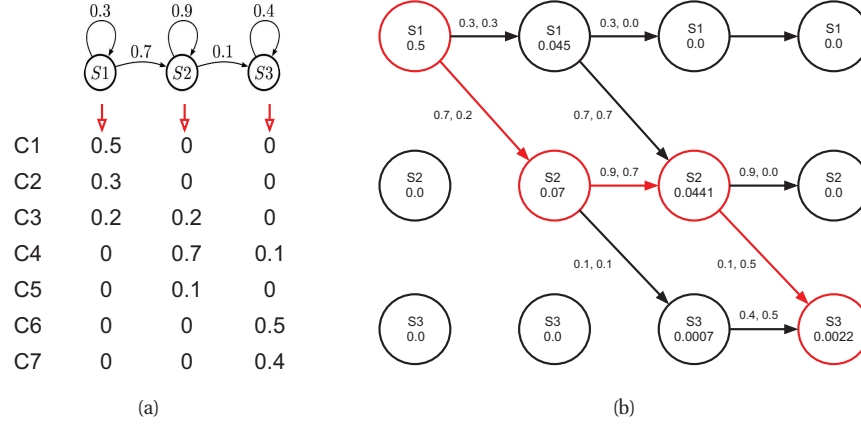 0.3 0.9 0.4
0.7 0.1
S1 S2 S3
C1 0.5 0 0
C2 0.3 0 0
C3 0.2 0.2 0
C4 0 0.7 0.1
C5 0 0.1 0
C6 0 0 0.5
C7 0 0 0.4
(a)
S1 0.3, 0.3 S1 0.3, 0.0 S1 S1
0.5 0.045 0.0 0.0
0.7, 0.2 0.7, 0.7
S2 S2 0.9, 0.7 S2 0.9, 0.0 S2
0.0 0.07 0.0441 0.0
0.1, 0.1 0.1, 0.5
S3 S3 S3 0.4, 0.5 S3
0.0 0.0 0.0007 0.0022
(b)